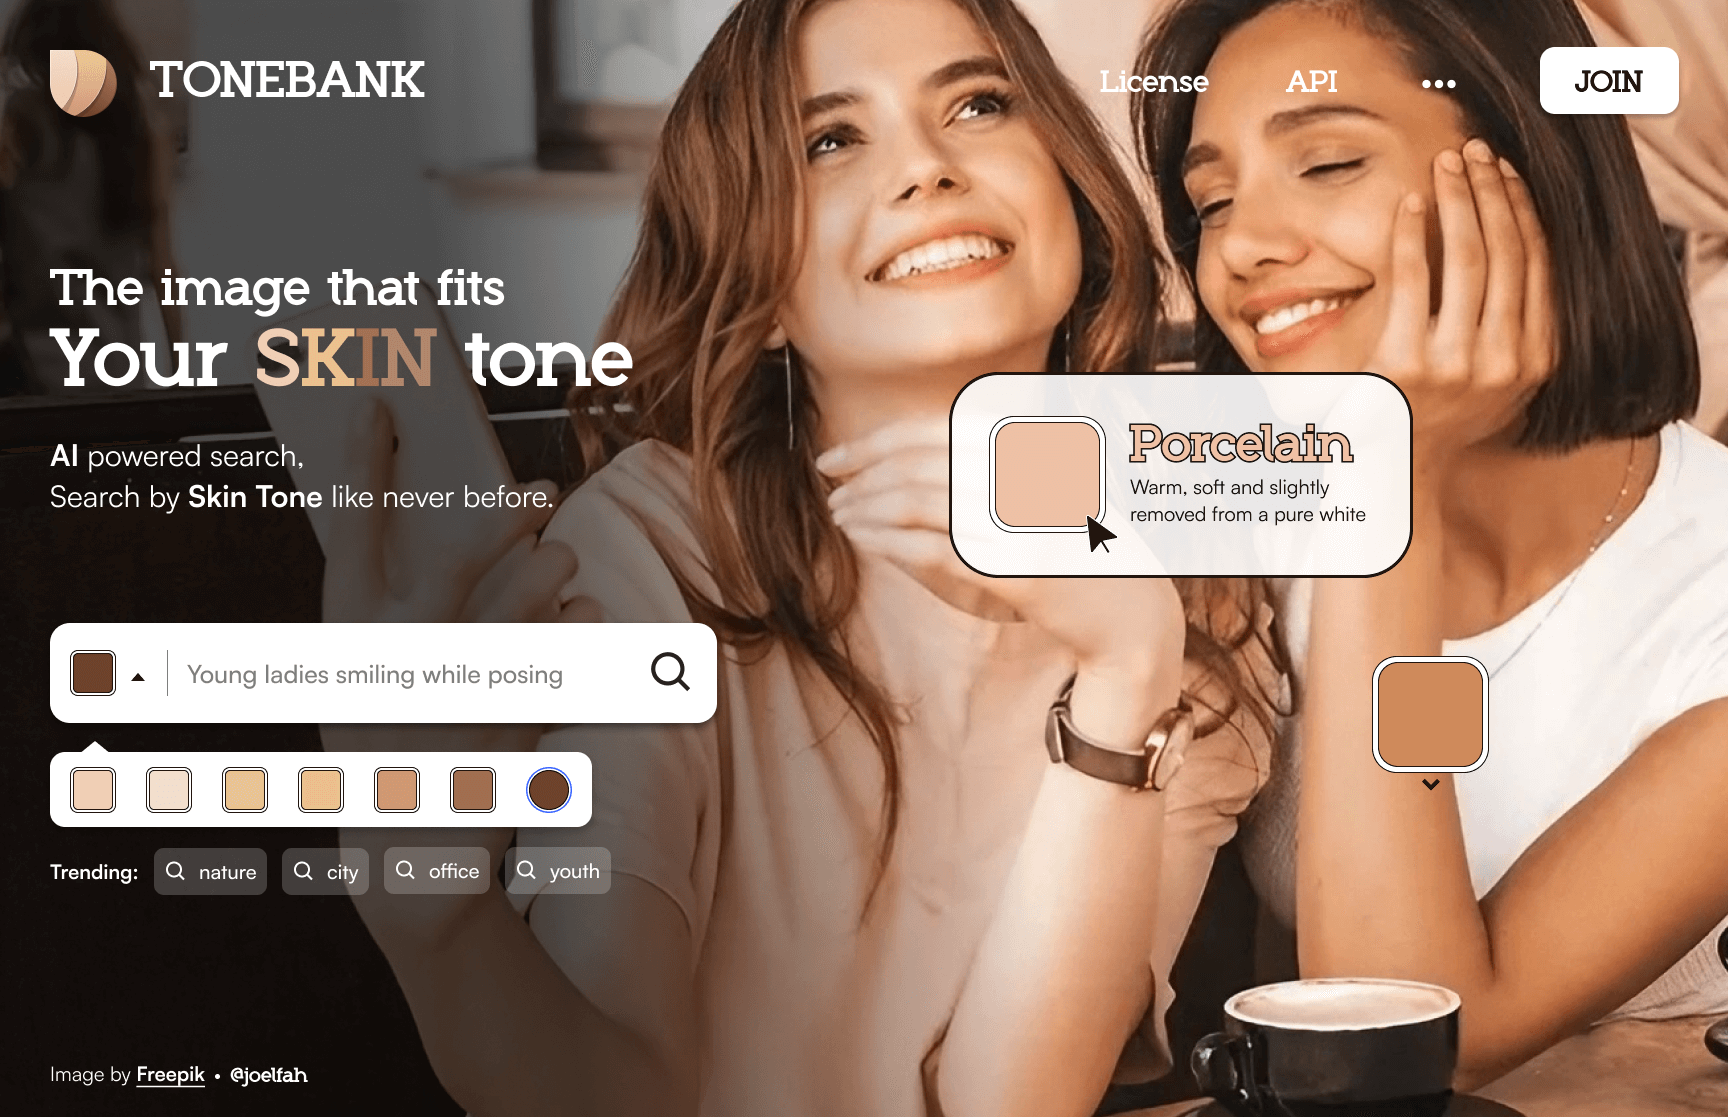 TONEBANK
License
API
JOIN
The image that fits
Your SKIN tone
AI powered search,
Search by Skin Tone like never before.
Porcelain
Warm, soft and slightly
removed from a pure white
Young ladies smiling while posing
Trending:
nature
city
office
youth
Image by Freepik • @joelfah